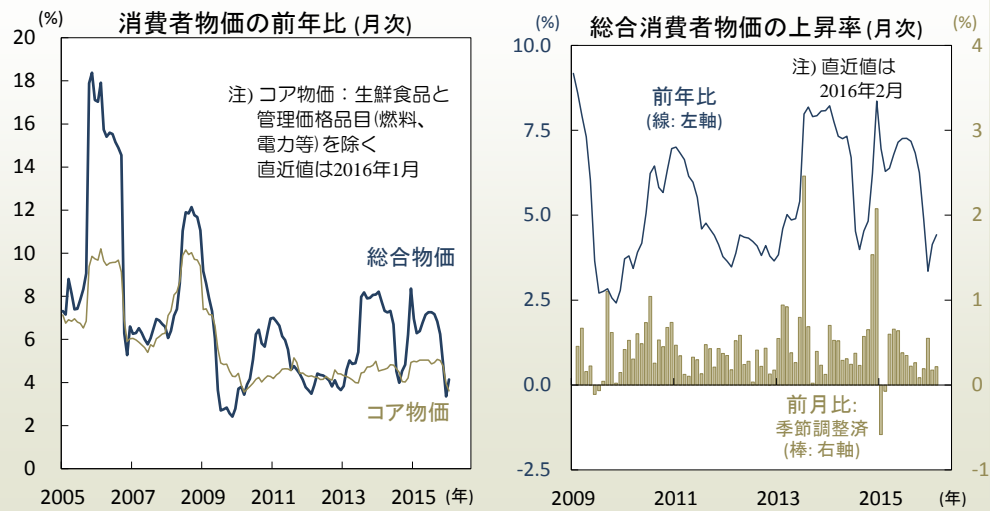 消費者物価の前年比 (月次)
(%)
20
18
16
14
12
10
8
6
4
2
0
注) コア物価：生鮮食品と
管理価格品目(燃料、
電力等)を除く
直近値は2016年1月
総合物価
コア物価
2005
2007
2009
2011
2013
2015
(年)
総合消費者物価の上昇率 (月次)
(%)
(%)
10.0
7.5
5.0
2.5
0.0
-2.5
4
3
2
1
0
-1
注) 直近値は
2016年2月
前年比
(線: 左軸)
前月比:
季節調整済
(棒: 右軸)
2009
2011
2013
2015
(年)